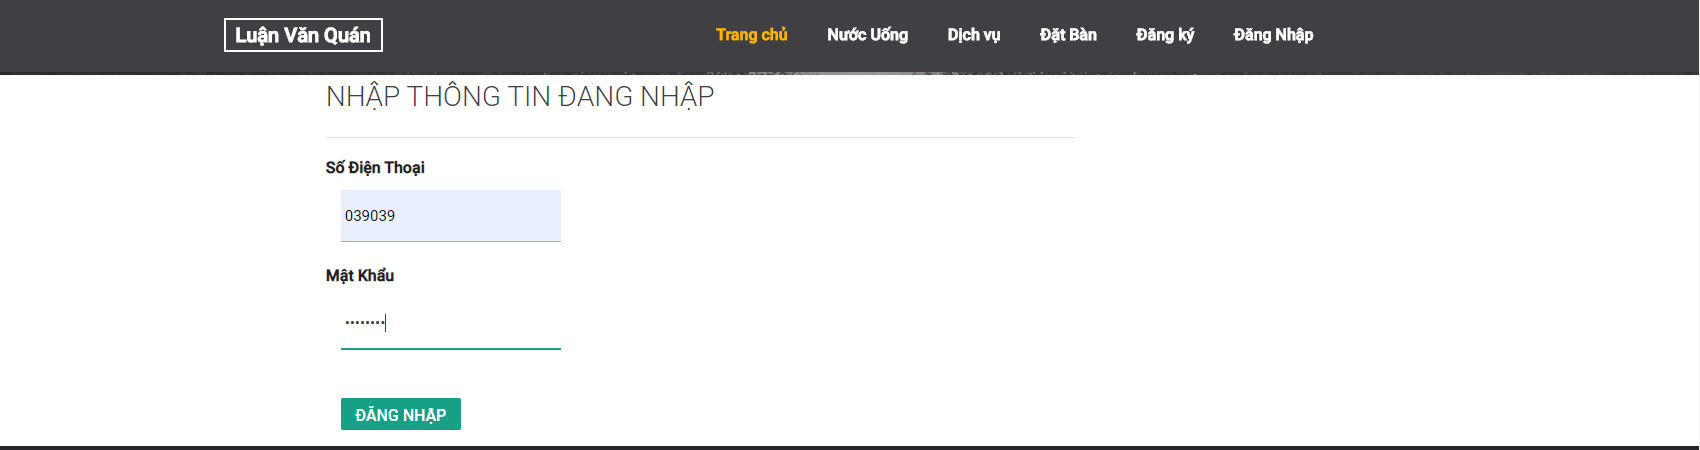 Luận Văn Quán
Trang chủ Nước Uống Dịch vụ Đặt Bàn Đăng ký Đăng Nhập
NHẬP THÔNG TIN ĐANG NHẬP
Số Điện Thoại
039039
Mật Khẩu
••••••••
ĐĂNG NHẬP